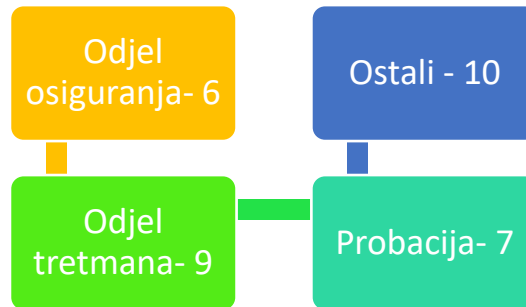 Odjel
osiguranja- 6
Ostali - 10
Odjel
tretmana- 9
Probacija- 7